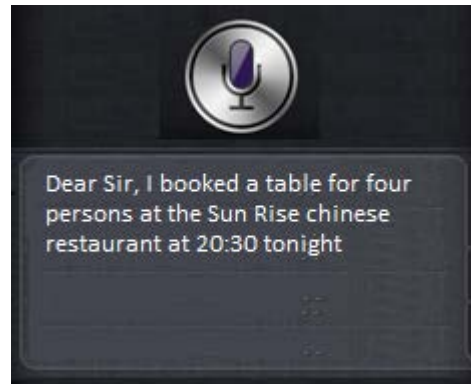 Dear Sir, I booked a table for four
persons at the Sun Rise chinese
restaurant at 20:30 tonight